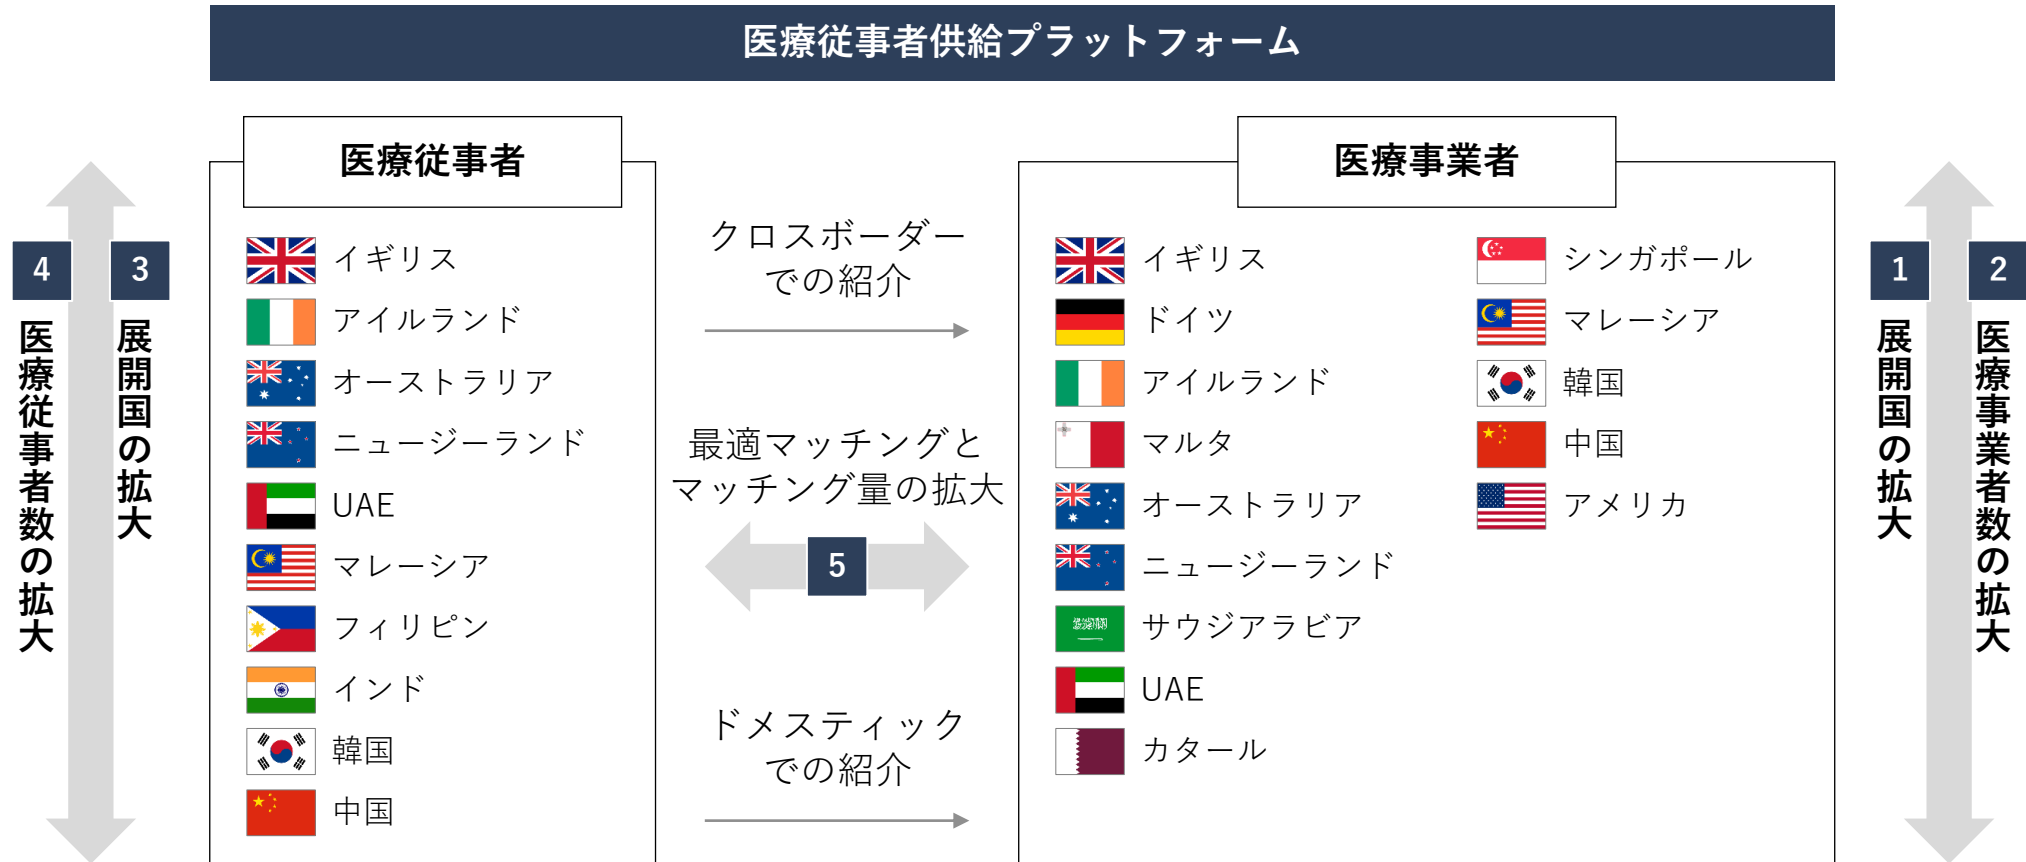 医療従事者供給プラットフォーム
4
医療従事者数の拡大
3
展開国の拡大
医療従事者
イギリス
アイルランド
オーストラリア
ニュージーランド
UAE
マレーシア
フィリピン
インド
韓国
中国
クロスボーダー
での紹介
最適マッチングと
マッチング量の拡大
5
ドメスティック
での紹介
医療事業者
イギリス
ドイツ
アイルランド
マルタ
オーストラリア
ニュージーランド
サウジアラビア
UAE
カタール
シンガポール
マレーシア
韓国
中国
アメリカ
1
展開国の拡大
2
医療事業者数の拡大